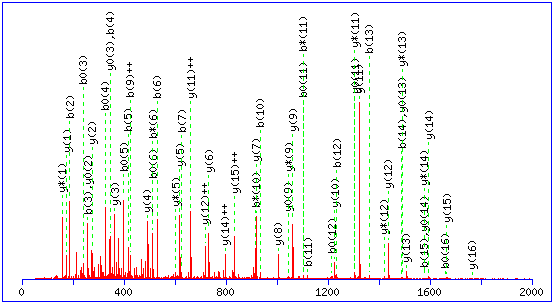 y*(1)
y(1)
b(2)
b0(3)
b(3),y0(2)
y(2)
b0(4)
y0(3),b(4)
y(3)
b0(5)
b(5)
b(9)++
y(4)
b0(6)
b*(6)
b(6)
y*(5)
y(5)
b(7)
y(11)++
y(12)++
y(6)
y(14)++
y(15)++
b*(10)
y(7)
b(10)
y(8)
y0(9)
y*(9)
y(9)
b0(11)
b*(11)
b(11)
b0(12)
y(10)
b(12)
y0(11)
y*(11)
y(11)
b(13)
y*(12)
y(12)
b(14),y0(13)
y*(13)
y(13)
b(15),y0(14)
y*(14)
y(14)
b0(16)
y(15)
b(16)
y(16)
0
400
800
1200
1600
2000